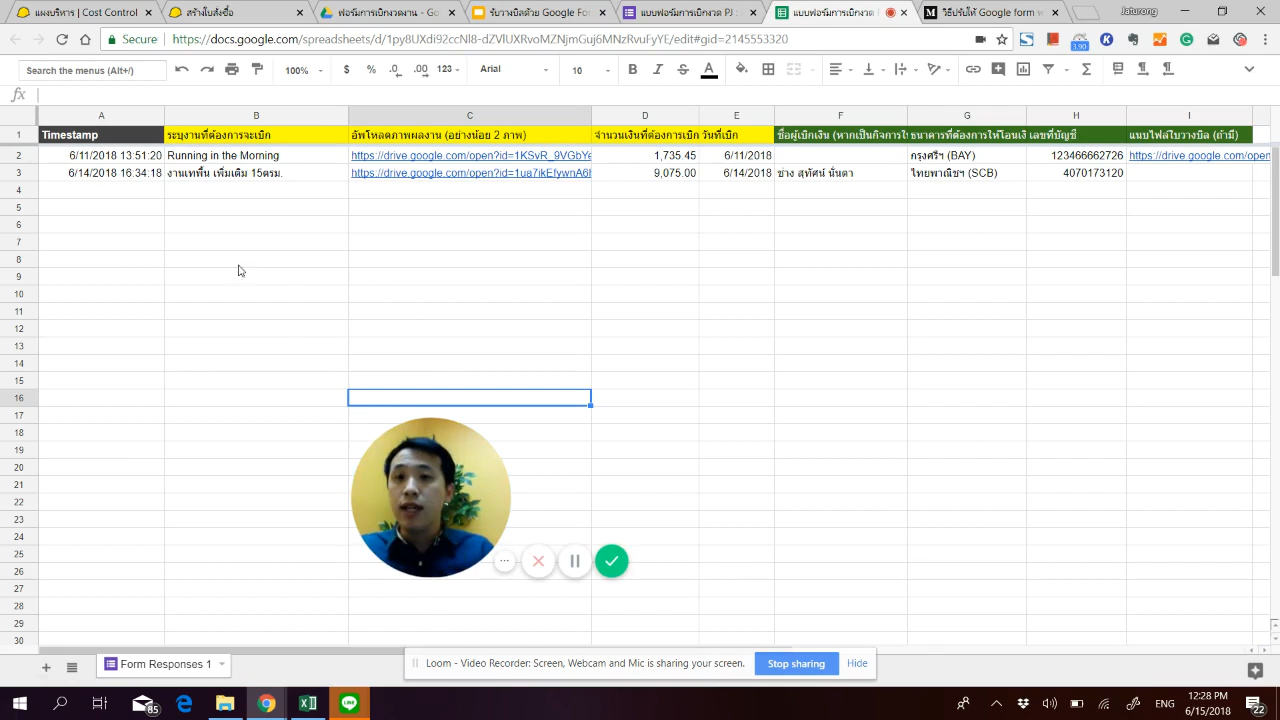 แผงบริหาร | Cost Control
สร้างใบสั่งซื้อ
ฟอร์มการเบิกงวดงาน - Go
รับวางบิลด้วย Google Fo
แบบฟอร์มการเบิกงวด PJ
แบบฟอร์มการเบิกงวด
วิธีปรับให้ Google form
Jaturong
Secure
https://docs.google.com/spreadsheets/d/1py8UXdi92ccNl8-dZVlUXRvoMZNjmGuj6MNzRvuFyYE/edit#gid=2145553320
3.90
Search the menus (Alt+/)
100%
$ % .0 .00 123
Arial
10
B I S A
fx
A B C D E F G H I
1 Timestamp ระบุงานที่ต้องการจะเบิก อัพโหลดภาพผลงาน (อย่างน้อย 2 ภาพ) จำนวนเงินที่ต้องการเบิก วันที่เบิก ชื่อผู้เบิกเงิน (หากเป็นกิจการใ ธนาคารที่ต้องการให้โอนเงิ เลขที่บัญชี แนบไฟล์ใบวางบิล (ถ้ามี)
2 6/11/2018 13:51:20 Running in the Morning https://drive.google.com/open?id=1KSvR_9VGbYe 1,735.45 6/11/2018 กรุงศรีฯ (BAY) 123466662726 https://drive.google.com/open
3 6/14/2018 16:34:18 งานเทพื้น เพิ่มเติม 15ตรม. https://drive.google.com/open?id=1ua7ikEfywnA6h 9,075.00 6/14/2018 ช่าง สุทัศน์ นั่นตา ไทยพาณิชฯ (SCB) 4070173120
4
5
6
7
8
9
10
11
12
13
14
15
16
17
18
19
20
21
22
23
24
25
26
27
28
29
30
Form Responses 1
Loom - Video Recorder: Screen, Webcam and Mic is sharing your screen.
Stop sharing
Hide
85
LINE
ENG
12:28 PM
6/15/2018
22